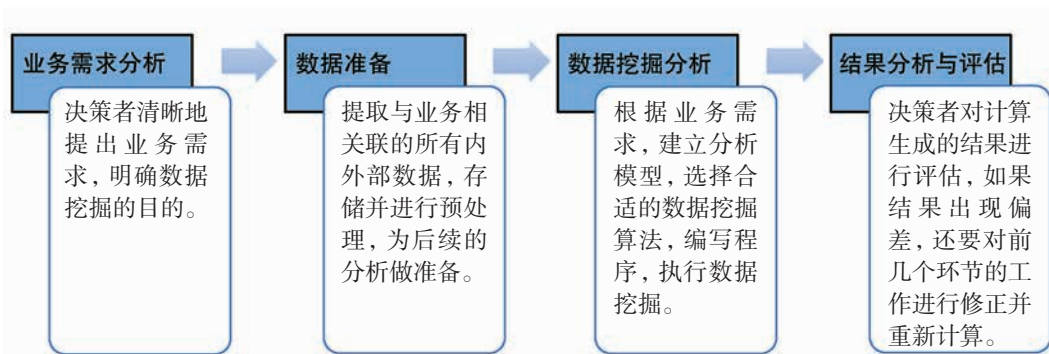 业务需求分析
决策者清晰地
提出业务需
求，明确数据
挖掘的目的。
数据准备
提取与业务相
关联的所有内
外部数据，存
储并进行预处
理，为后续的
分析做准备。
数据挖掘分析
根据业务需
求，建立分析
模型，选择合
适的数据挖掘
算法，编写程
序，执行数据
挖掘。
结果分析与评估
决策者对计算
生成的结果进
行评估，如果
结果出现偏
差，还要对前
几个环节的工
作进行修正并
重新计算。